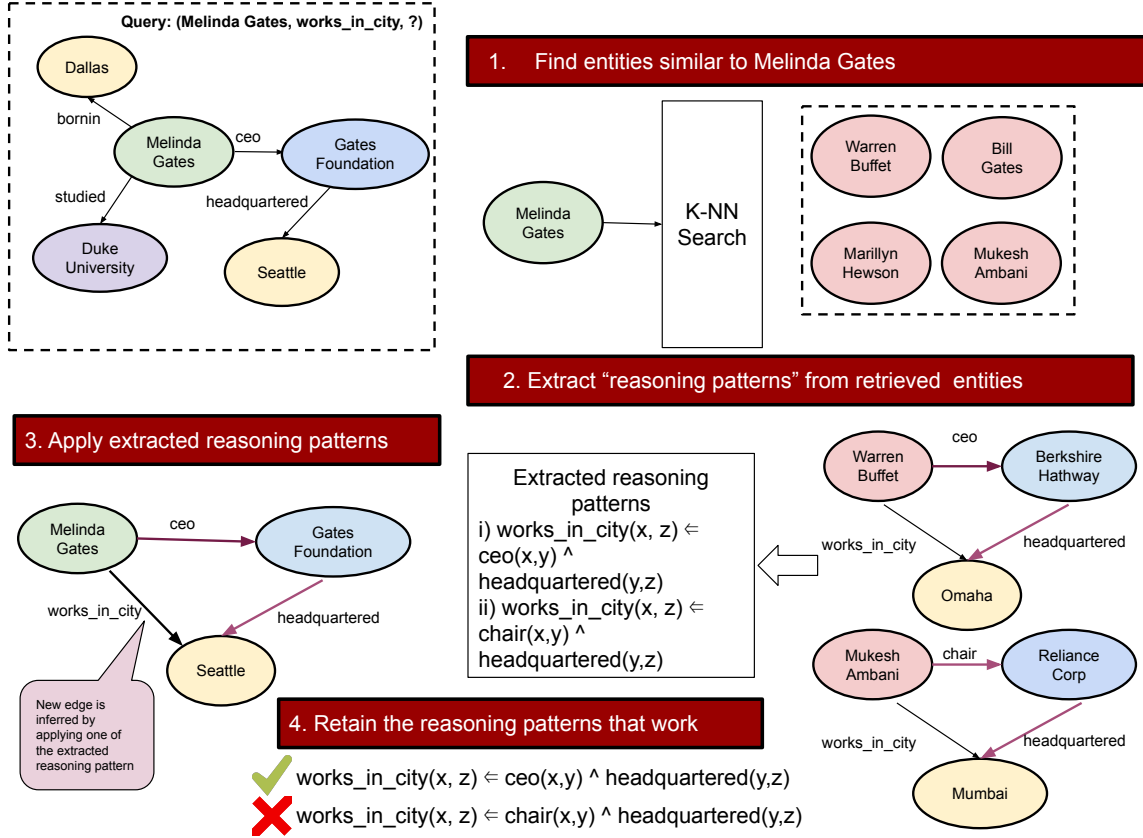 Query: (Melinda Gates, works_in_city, ?)
Dallas
bornin
Melinda
Gates
ceo
Gates
Foundation
studied
headquartered
Duke
University
Seattle
1. Find entities similar to Melinda Gates
Melinda
Gates
K-NN
Search
Warren
Buffet
Bill
Gates
Marillyn
Hewson
Mukesh
Ambani
2. Extract “reasoning patterns” from retrieved entities
Warren
Buffet
ceo
Berkshire
Hathway
works_in_city
headquartered
Omaha
Mukesh
Ambani
chair
Reliance
Corp
works_in_city
headquartered
Mumbai
Extracted reasoning
patterns
i) works_in_city(x, z) ⇐
ceo(x,y) ^
headquartered(y,z)
ii) works_in_city(x, z) ⇐
chair(x,y) ^
headquartered(y,z)
3. Apply extracted reasoning patterns
Melinda
Gates
ceo
Gates
Foundation
works_in_city
headquartered
Seattle
New edge is
inferred by
applying one of
the extracted
reasoning pattern
4. Retain the reasoning patterns that work
works_in_city(x, z) ⇐ ceo(x,y) ^ headquartered(y,z)
works_in_city(x, z) ⇐ chair(x,y) ^ headquartered(y,z)